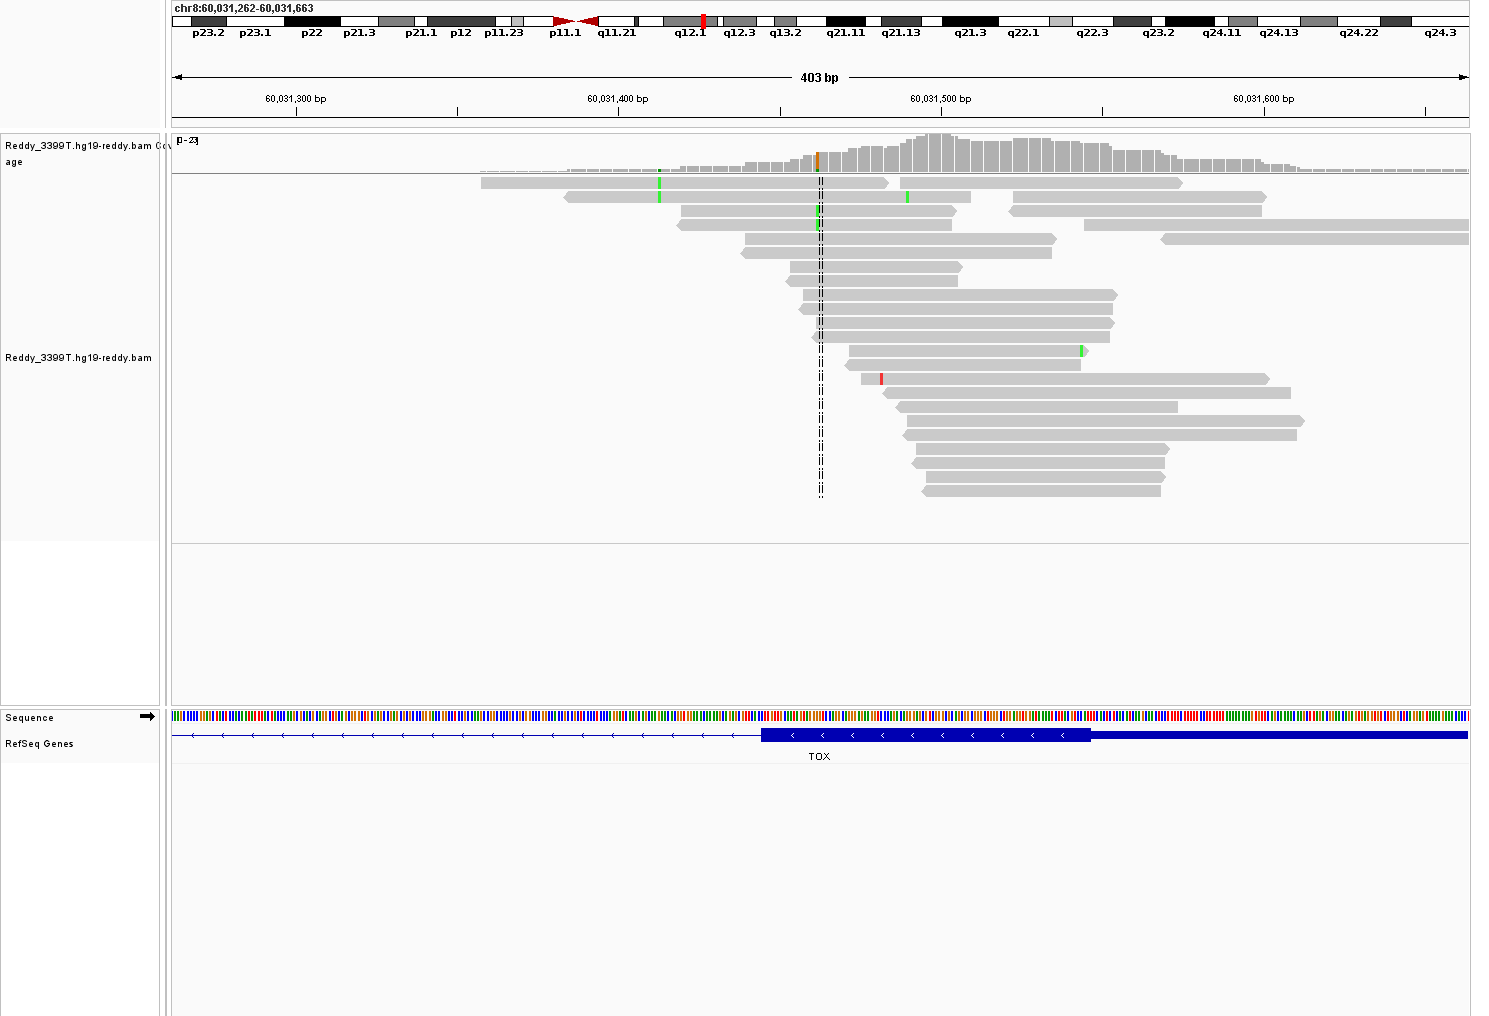 chr8:60,031,262-60,031,663
p23.2 p23.1 p22 p21.3 p21.1 p12 p11.23 p11.1 q11.21 q12.1 q12.3 q13.2 q21.11 q21.13 q21.3 q22.1 q22.3 q23.2 q24.11 q24.13 q24.22 q24.3
403 bp
60,031,300 bp 60,031,400 bp 60,031,500 bp 60,031,600 bp
[0 - 23]
Reddy_3399T.hg19-reddy.bam Cov
age
Reddy_3399T.hg19-reddy.bam
Sequence
RefSeq Genes
TOX